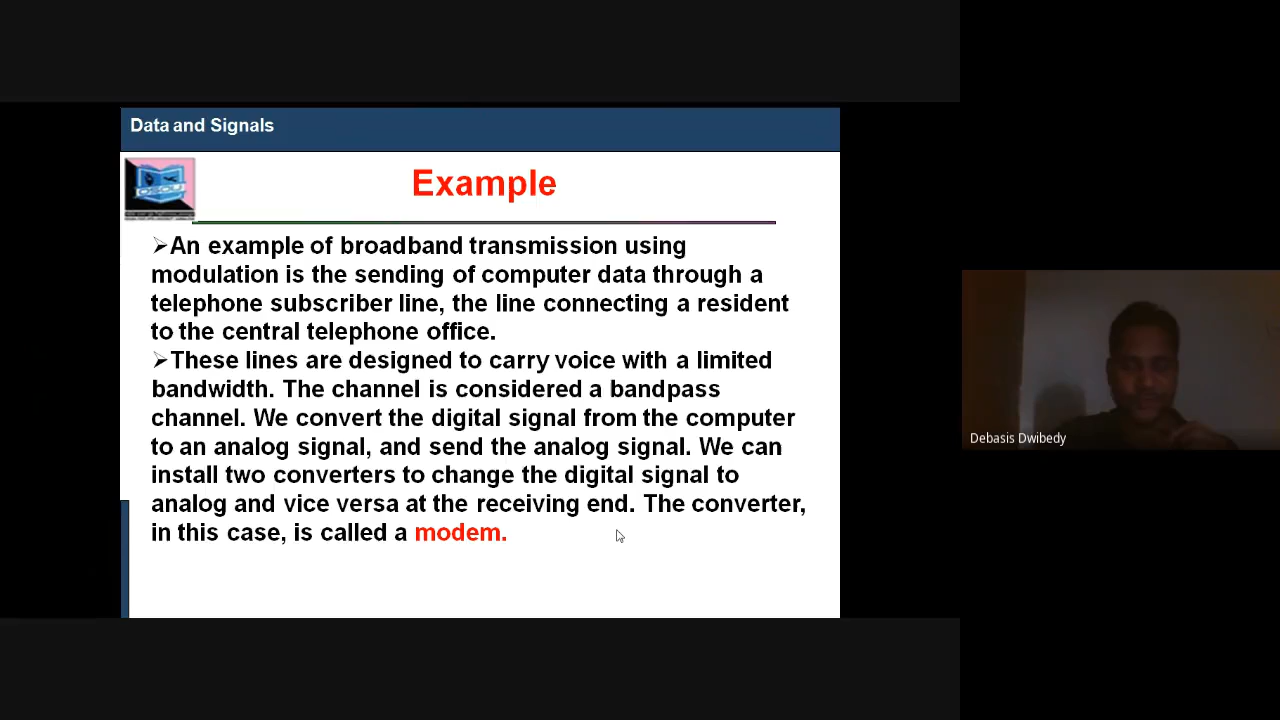 Data and Signals
Example
➢An example of broadband transmission using
modulation is the sending of computer data through a
telephone subscriber line, the line connecting a resident
to the central telephone office.
➢These lines are designed to carry voice with a limited
bandwidth. The channel is considered a bandpass
channel. We convert the digital signal from the computer
to an analog signal, and send the analog signal. We can
install two converters to change the digital signal to
analog and vice versa at the receiving end. The converter,
in this case, is called a modem.
Debasis Dwibedy